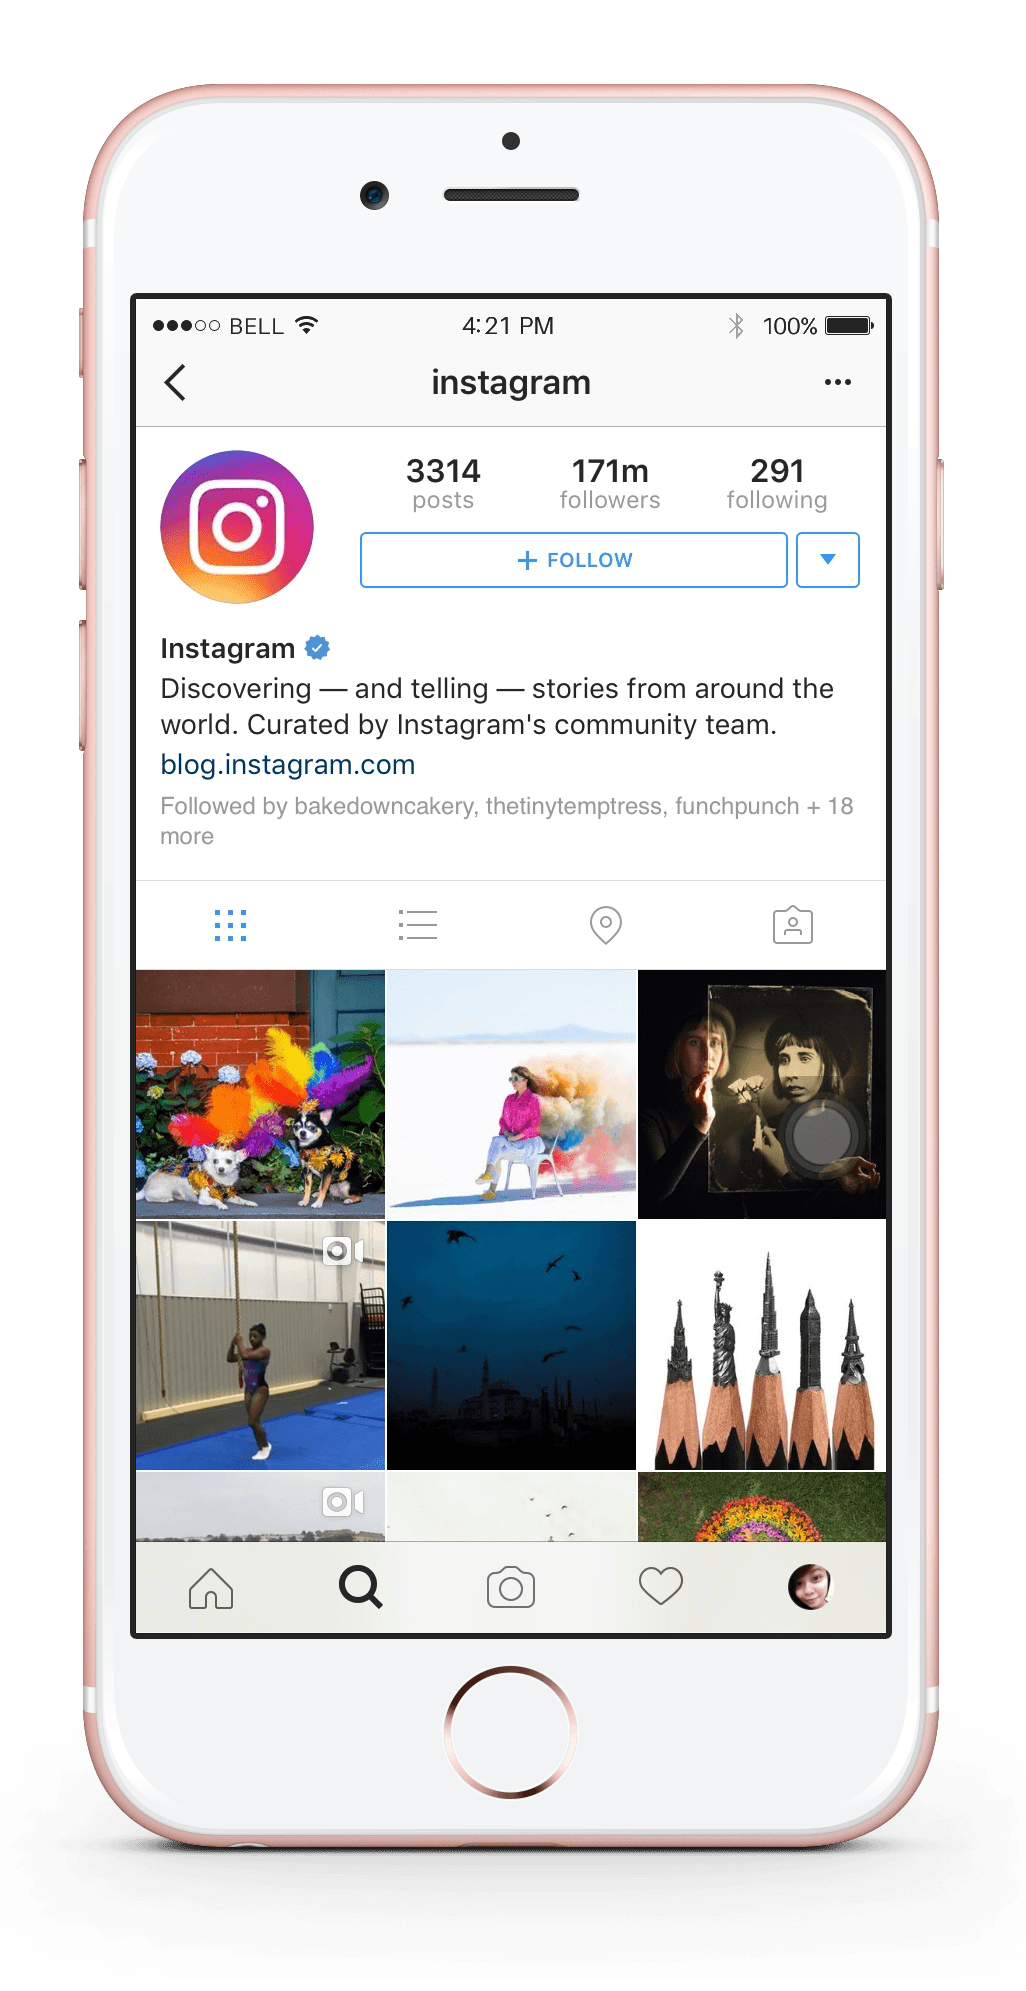 BELL 4:21 PM 100%
instagram
3314 171m 291
posts followers following
+ FOLLOW
Instagram
Discovering — and telling — stories from around the
world. Curated by Instagram's community team.
blog.instagram.com
Followed by bakedowncakery, thetinytemptress, funchpunch + 18
more